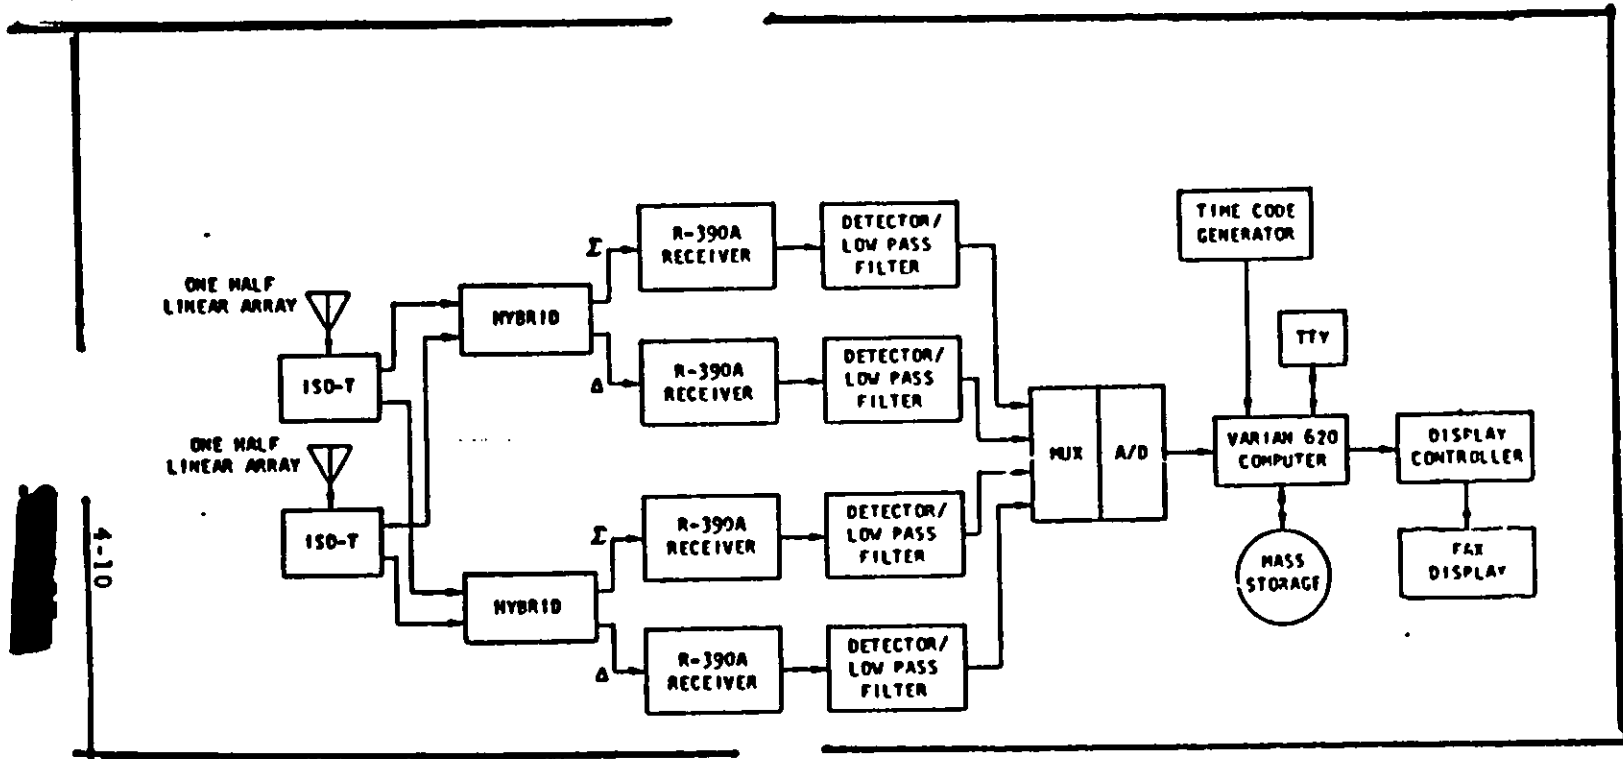 ONE HALF
LINEAR ARRAY
ISO-T
ONE HALF
LINEAR ARRAY
ISO-T
HYBRID
HYBRID
Σ
R-390A
RECEIVER
DETECTOR/
LOW PASS
FILTER
Δ
R-390A
RECEIVER
DETECTOR/
LOW PASS
FILTER
Σ
R-390A
RECEIVER
DETECTOR/
LOW PASS
FILTER
Δ
R-390A
RECEIVER
DETECTOR/
LOW PASS
FILTER
MUX
A/D
TIME CODE
GENERATOR
TTY
VARIAN 620
COMPUTER
MASS
STORAGE
DISPLAY
CONTROLLER
FAX
DISPLAY
4-10